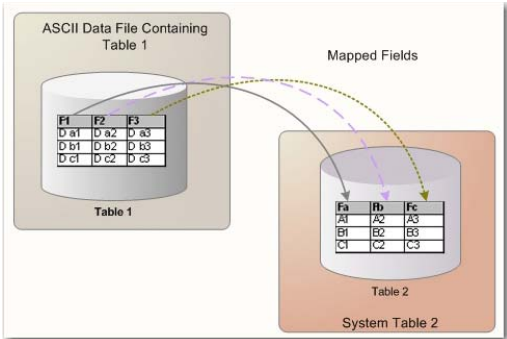 ASCII Data File Containing
Table 1
Mapped Fields
F1 F2 F3
D a1 D a2 D a3
D b1 D b2 D b3
D c1 D c2 D c3
Table 1
Fa Fb Fc
A1 A2 A3
B1 B2 B3
C1 C2 C3
Table 2
System Table 2